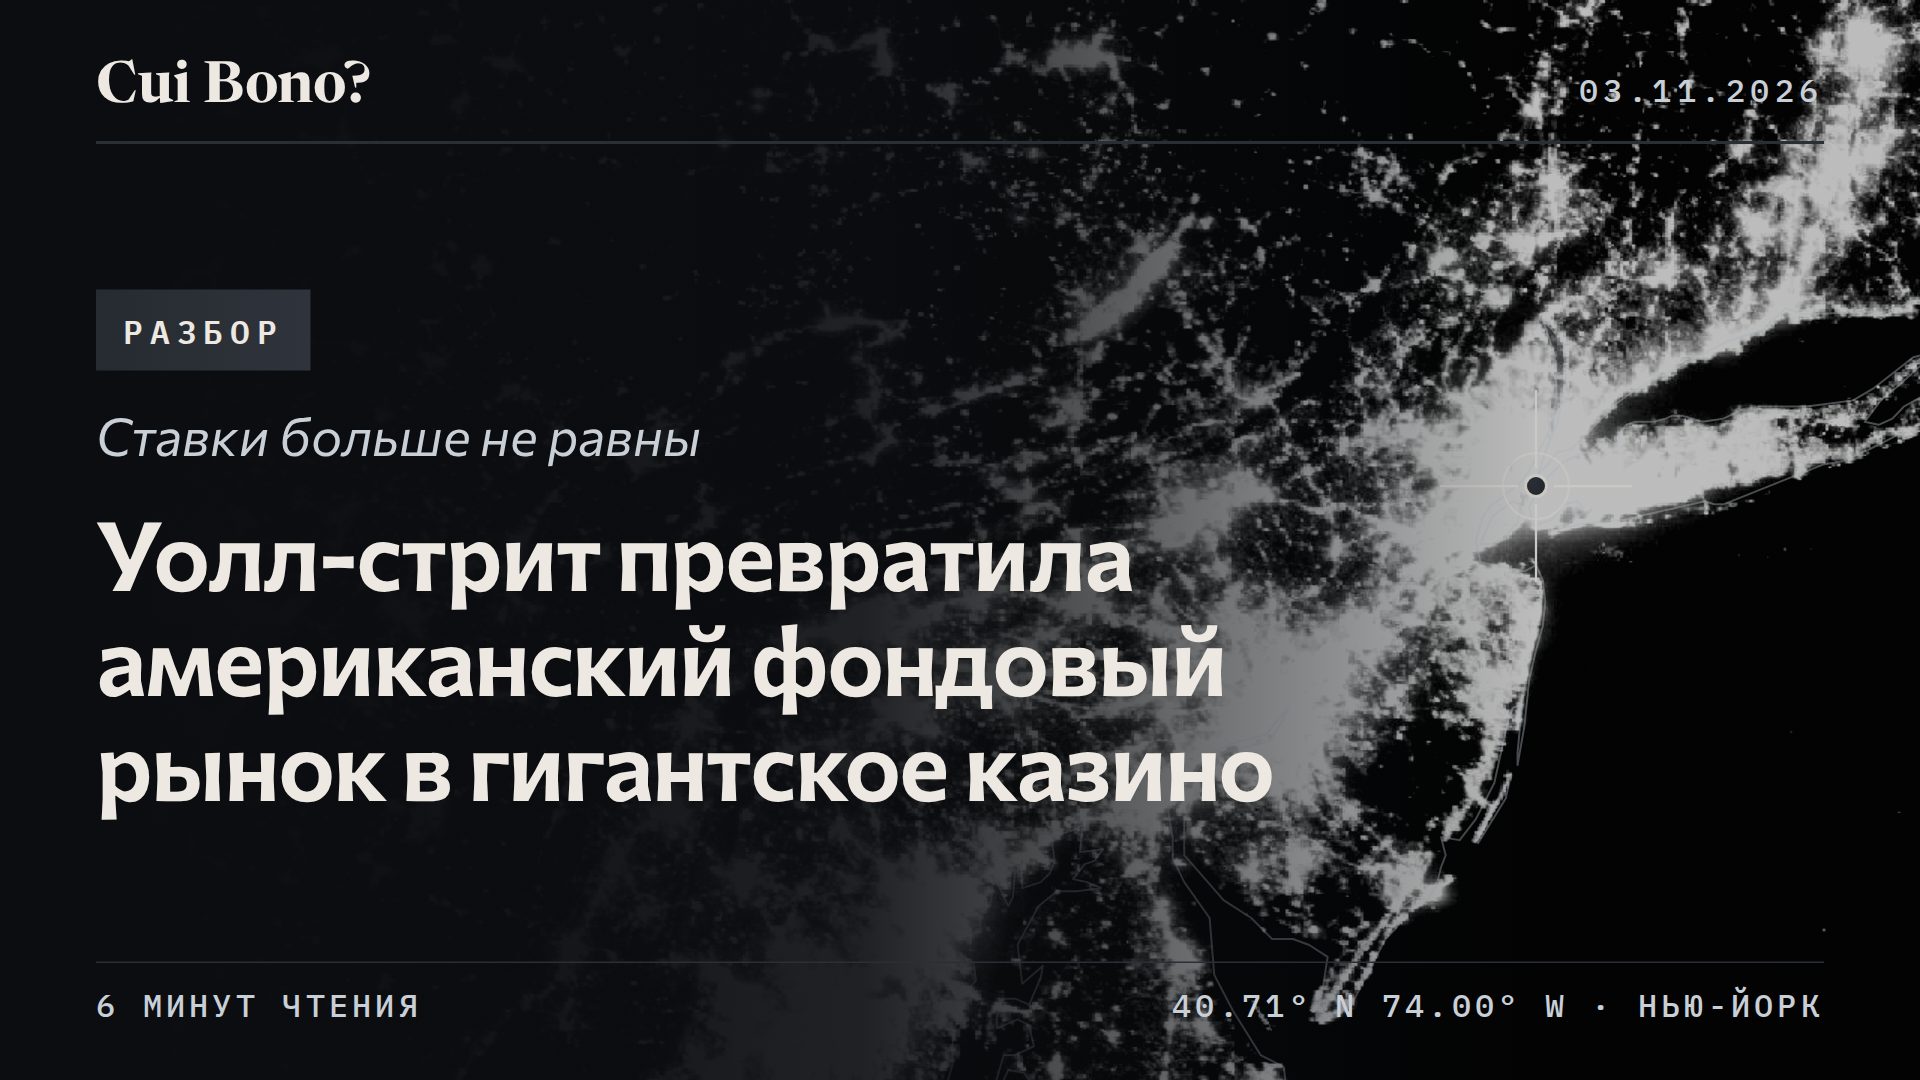 Cui Bono?
03.11.2026
РАЗБОР
Ставки больше не равны
Уолл-стрит превратила
американский фондовый
рынок в гигантское казино
6 МИНУТ ЧТЕНИЯ
40.71° N 74.00° W · НЬЮ-ЙОРК